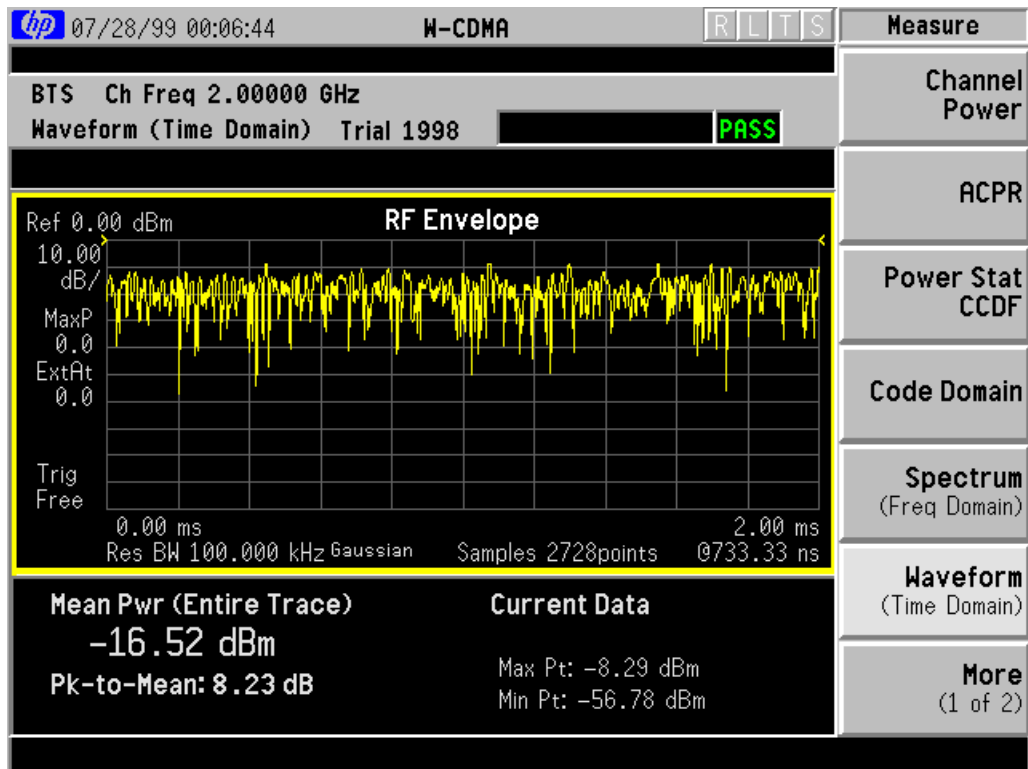 hp 07/28/99 00:06:44 W-CDMA R L T S
BTS Ch Freq 2.00000 GHz
Waveform (Time Domain) Trial 1998 PASS
Ref 0.00 dBm RF Envelope
10.00
dB/
MaxP
0.0
ExtAt
0.0
Trig
Free
0.00 ms 2.00 ms
Res BW 100.000 kHz Gaussian Samples 2728points @733.33 ns
Mean Pwr (Entire Trace) Current Data
-16.52 dBm
Max Pt: -8.29 dBm
Pk-to-Mean: 8.23 dB
Min Pt: -56.78 dBm
Measure
Channel
Power
ACPR
Power Stat
CCDF
Code Domain
Spectrum
(Freq Domain)
Waveform
(Time Domain)
More
(1 of 2)